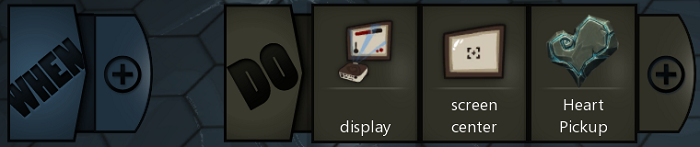 WHEN
DO
display
screen
center
Heart
Pickup